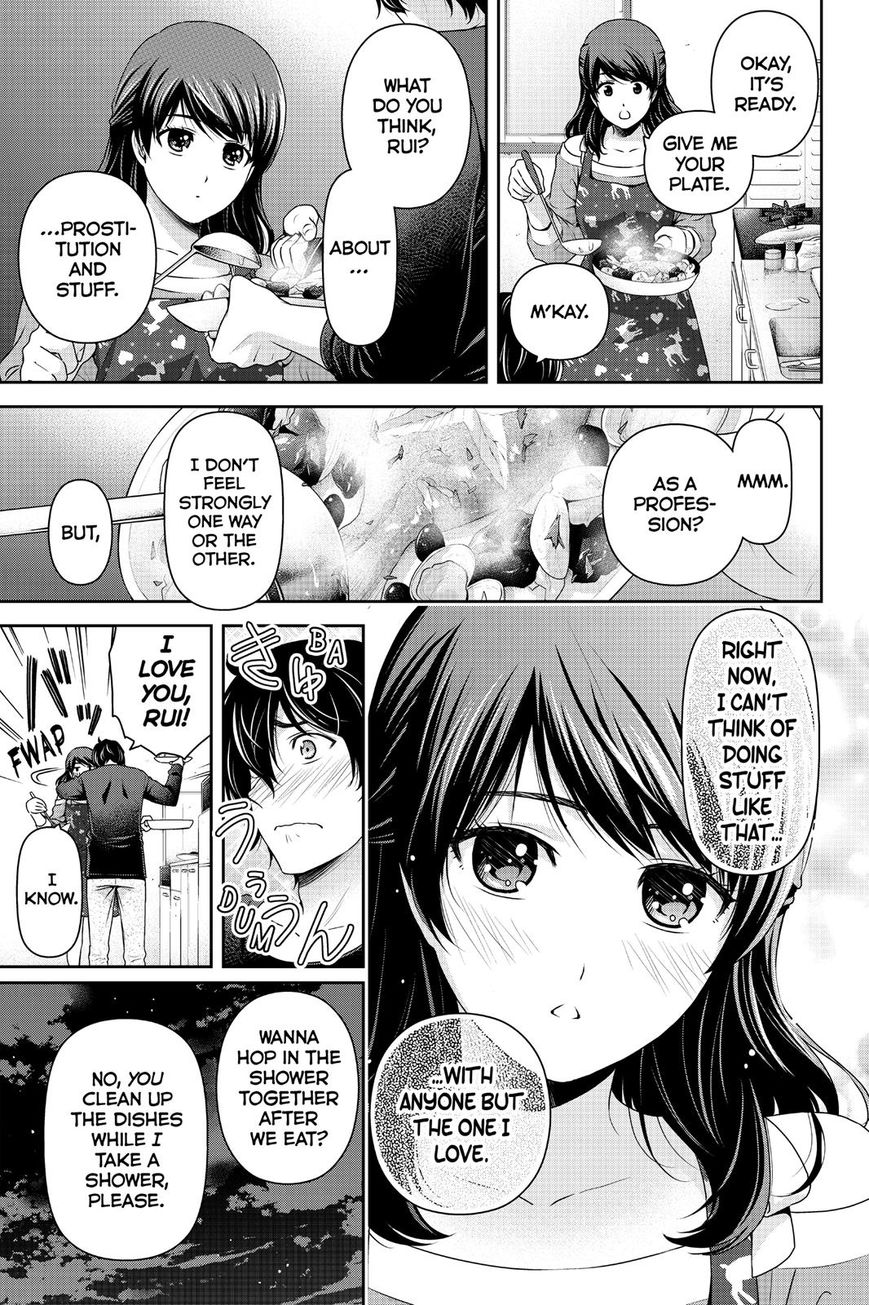 OKAY,
IT'S
READY.
GIVE ME
YOUR
PLATE.
M'KAY.
WHAT
DO YOU
THINK,
RUI?
ABOUT
...
...PROSTI-
TUTION
AND
STUFF.
MMM.
AS A
PROFES-
SION?
I DON'T
FEEL
STRONGLY
ONE WAY
OR THE
OTHER.
BUT,
RIGHT
NOW,
I CAN'T
THINK OF
DOING
STUFF
LIKE
THAT...
...WITH
ANYONE BUT
THE ONE I
LOVE.
きゅ
BA
うううん
DUM
I
LOVE
YOU,
RUI!
FWAP
I
KNOW.
WANNA
HOP IN THE
SHOWER
TOGETHER
AFTER
WE EAT?
NO, YOU
CLEAN UP
THE DISHES
WHILE I
TAKE A
SHOWER,
PLEASE.